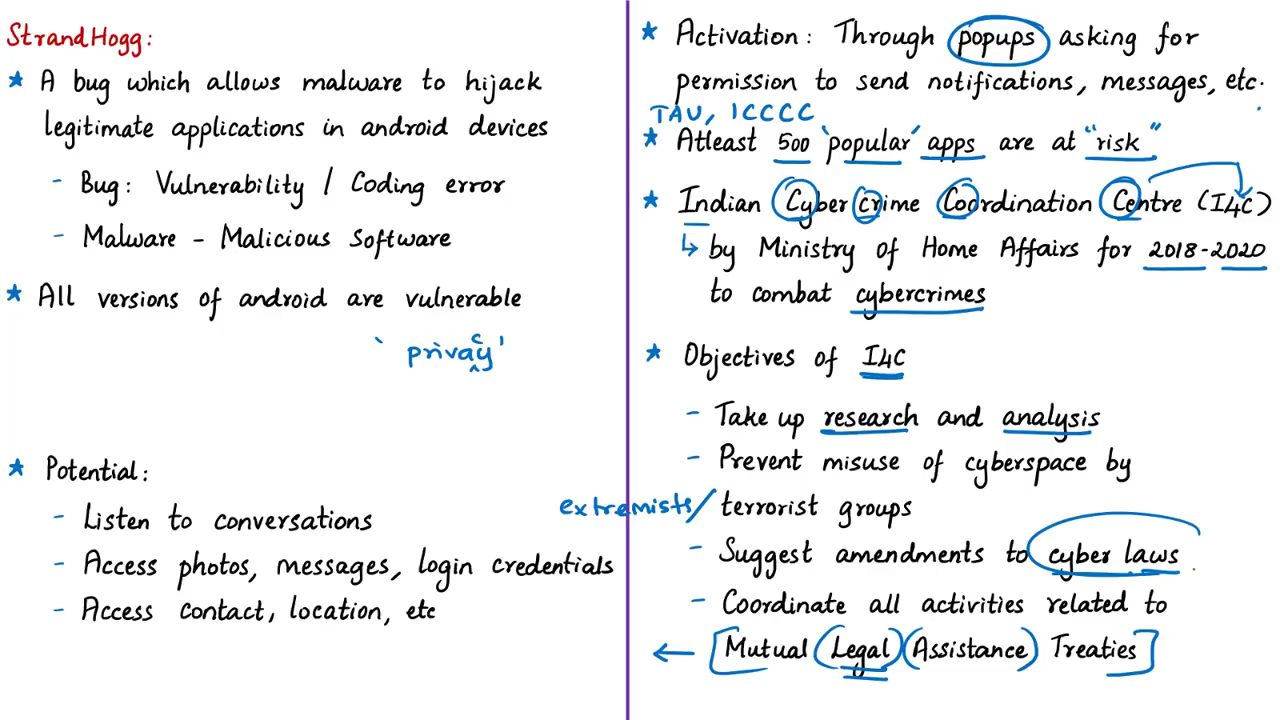 StrandHogg:
* A bug which allows malware to hijack
legitimate applications in android devices
- Bug: Vulnerability / Coding error
- Malware - Malicious Software
* All versions of android are vulnerable
'privacy'
* Potential:
- Listen to conversations
- Access photos, messages, login credentials
- Access contact, location, etc
* Activation: Through popups asking for
permission to send notifications, messages, etc.
TAU, ICCCC
* Atleast 500 'popular' apps are at "risk"
* Indian Cyber crime Coordination Centre (I4C)
↳ by Ministry of Home Affairs for 2018-2020
to combat cybercrimes
* Objectives of I4C
- Take up research and analysis
- Prevent misuse of cyberspace by
extremists/ terrorist groups
- Suggest amendments to cyber laws
- Coordinate all activities related to
← [Mutual (Legal) (Assistance) Treaties]